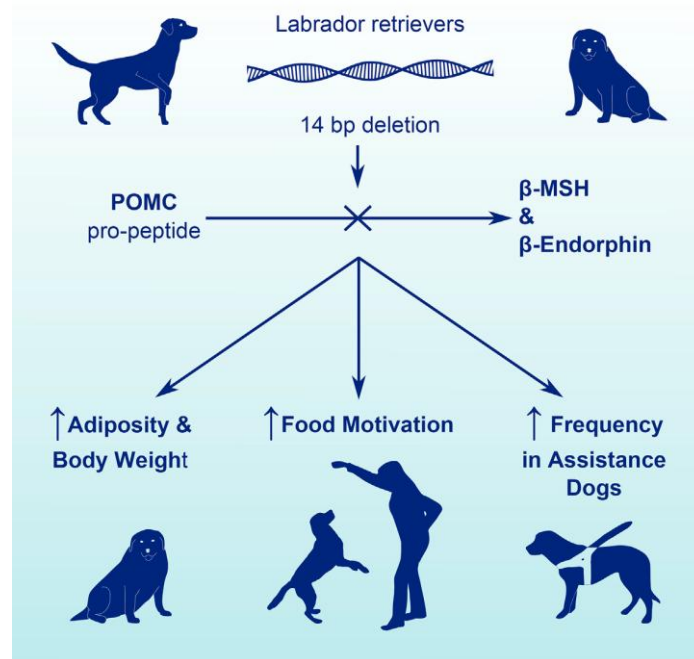 Labrador retrievers
14 bp deletion
POMC
pro-peptide
β-MSH
&
β-Endorphin
↑Adiposity &
Body Weight
↑Food Motivation
↑ Frequency
in Assistance
Dogs